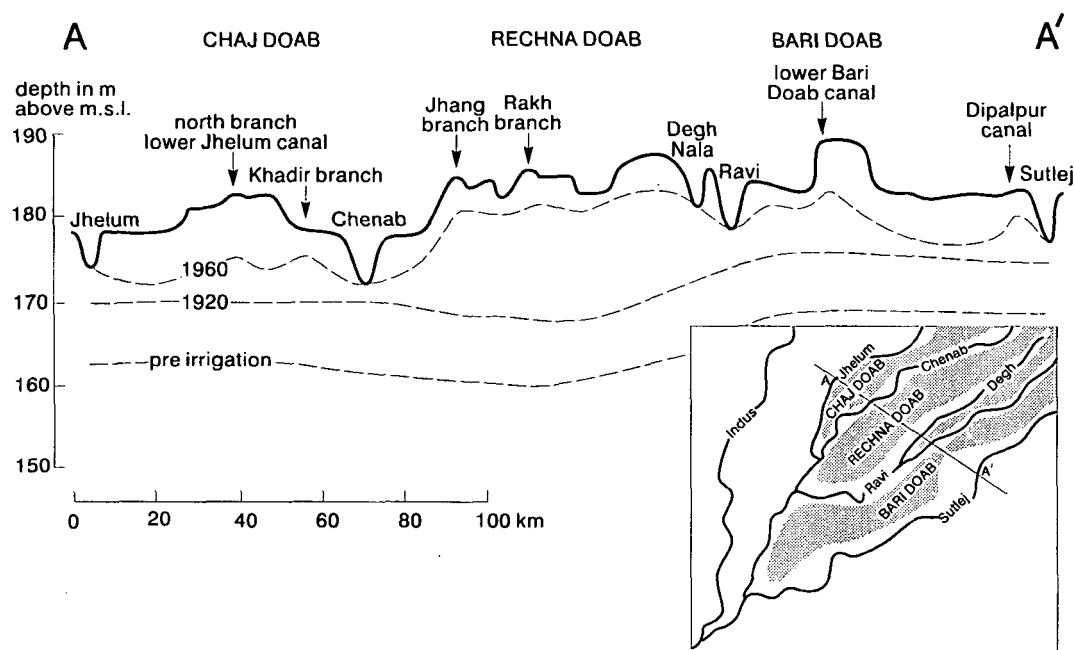 A
A′
CHAJ DOAB
RECHNA DOAB
BARI DOAB
depth in m
above m.s.l.
190
180
170
160
150
north branch
lower Jhelum canal
Khadir branch
Jhelum
Chenab
Jhang
branch
Rakh
branch
Degh
Nala
Ravi
lower Bari
Doab canal
Dipalpur
canal
Sutlej
1960
1920
pre irrigation
0
20
40
60
80
100 km
A
Jhelum
CHAJ DOAB
Chenab
Indus
RECHNA DOAB
Degh
Ravi
BARI DOAB
A′
Sutlej